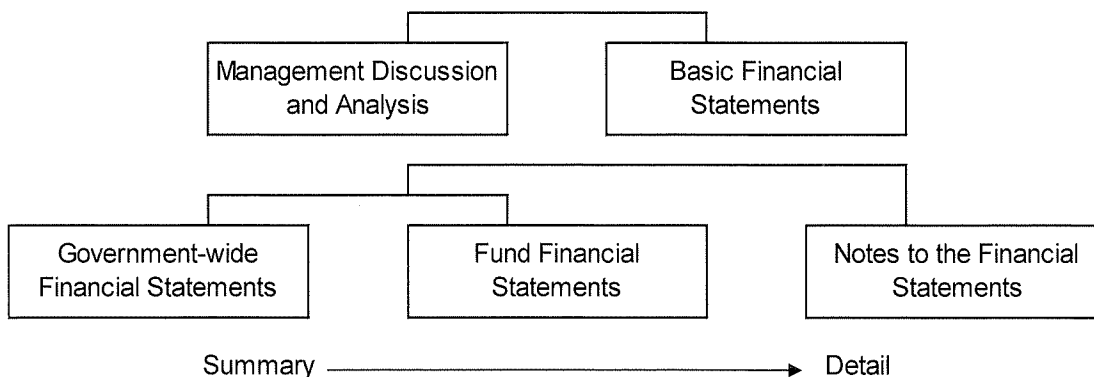 Management Discussion
and Analysis
Basic Financial
Statements
Government-wide
Financial Statements
Fund Financial
Statements
Notes to the Financial
Statements
Summary
Detail